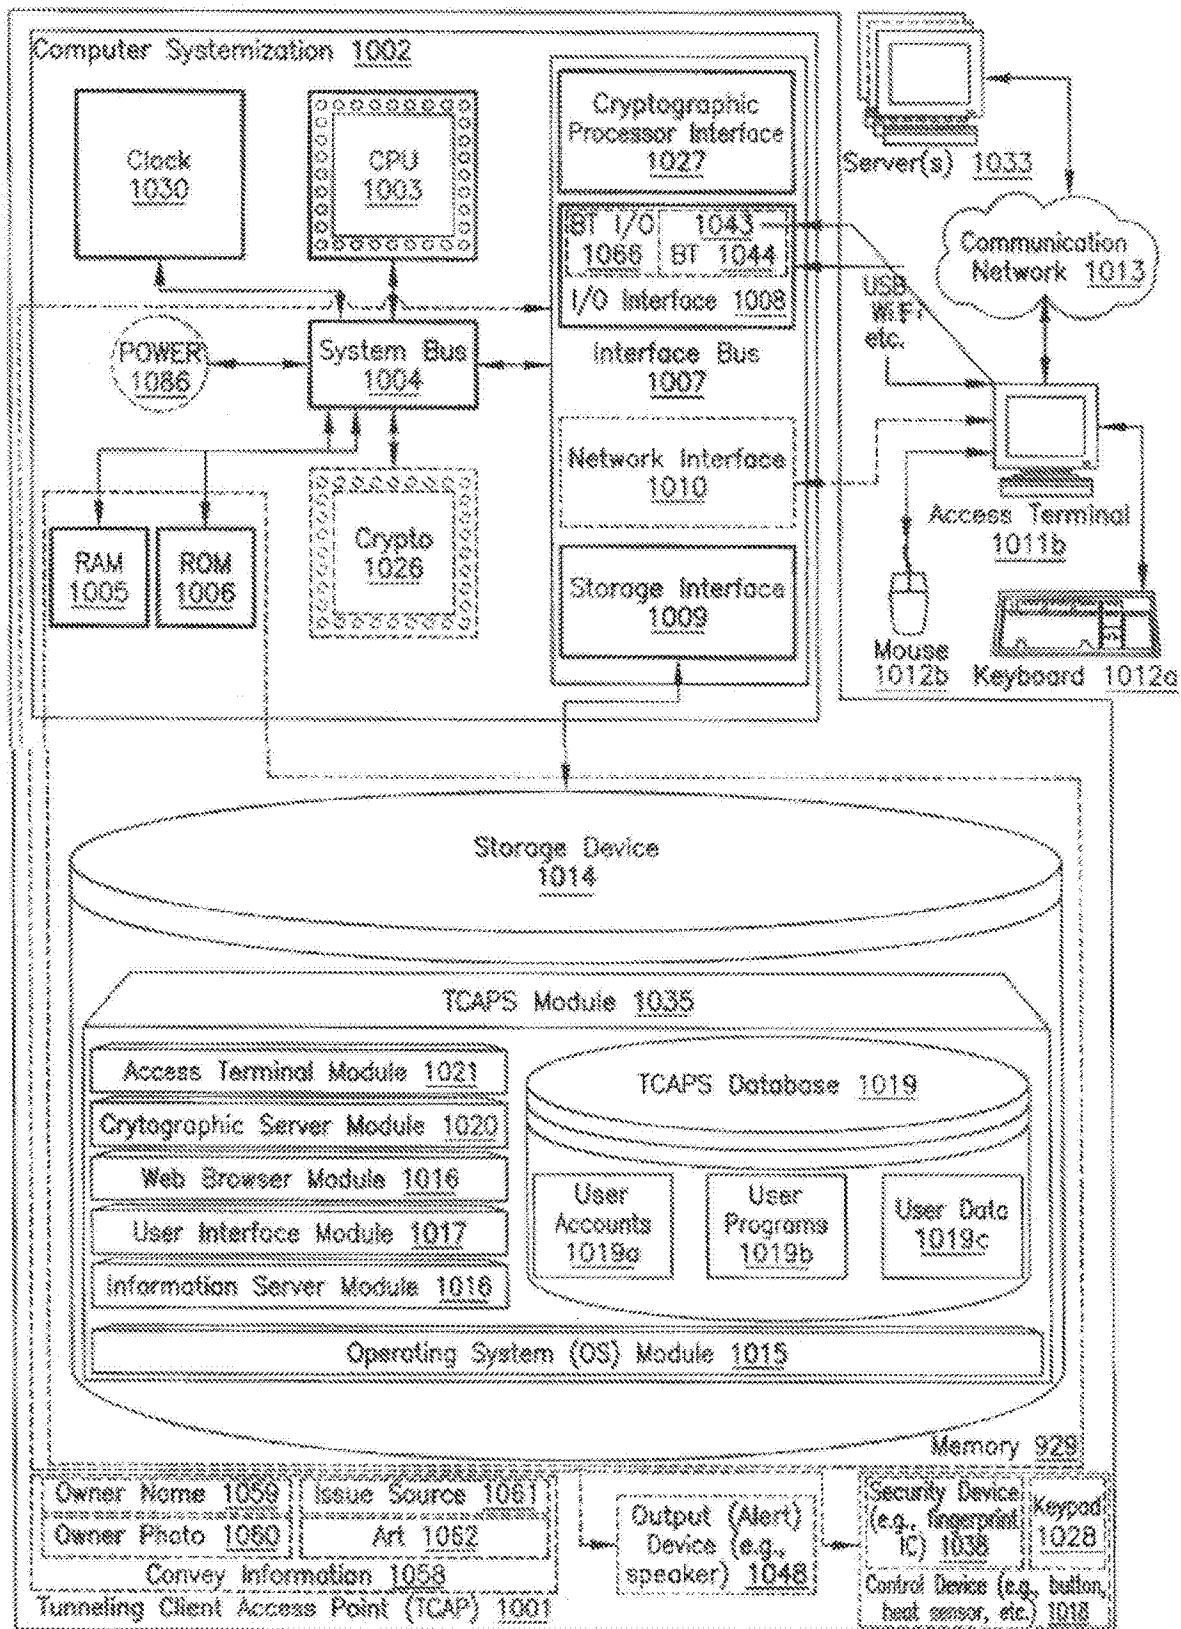 Computer Systemization 1002
Clock
1030
CPU
1003
Cryptographic
Processor Interface
1027
BT I/O
1066
1043
BT 1044
I/O Interface 1008
Interface Bus
1007
Server(s) 1033
Communication
Network 1013
USB,
WiFi
etc.
POWER
1086
System Bus
1004
Network Interface
1010
Access Terminal
1011b
RAM
1005
ROM
1006
Crypto
1026
Storage Interface
1009
Mouse
1012b
Keyboard 1012a
Storage Device
1014
TCAPS Module 1035
Access Terminal Module 1021
Crytographic Server Module 1020
Web Browser Module 1016
User Interface Module 1017
Information Server Module 1016
TCAPS Database 1019
User
Accounts
1019a
User
Programs
1019b
User Data
1019c
Operating System (OS) Module 1015
Memory 929
Owner Name 1059
Issue Source 1061
Owner Photo 1060
Art 1062
Convey Information 1058
Tunneling Client Access Point (TCAP) 1001
Output (Alert)
Device (e.g.,
speaker) 1048
Security Device
(e.g., fingerprint
IC) 1038
Keypad
1028
Control Device (e.g., button,
heat sensor, etc.) 1018